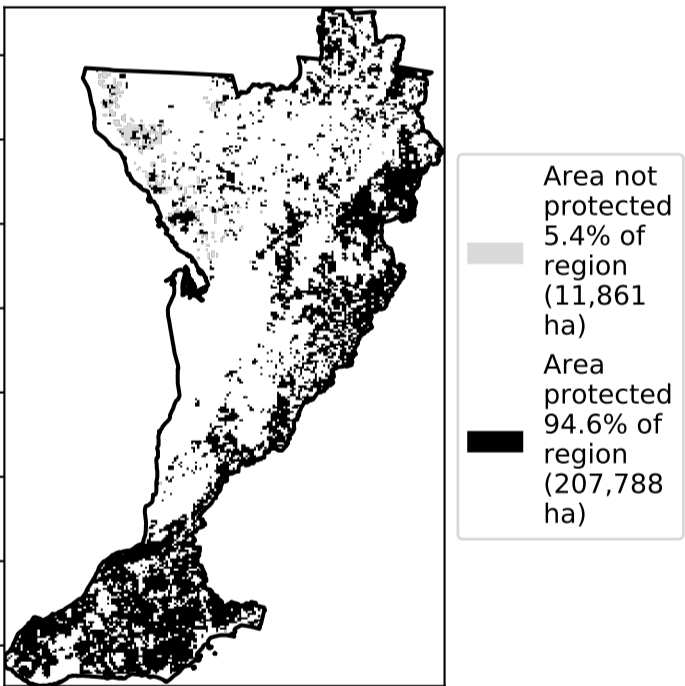 Area not
protected
5.4% of
region
(11,861
ha)
Area
protected
94.6% of
region
(207,788
ha)